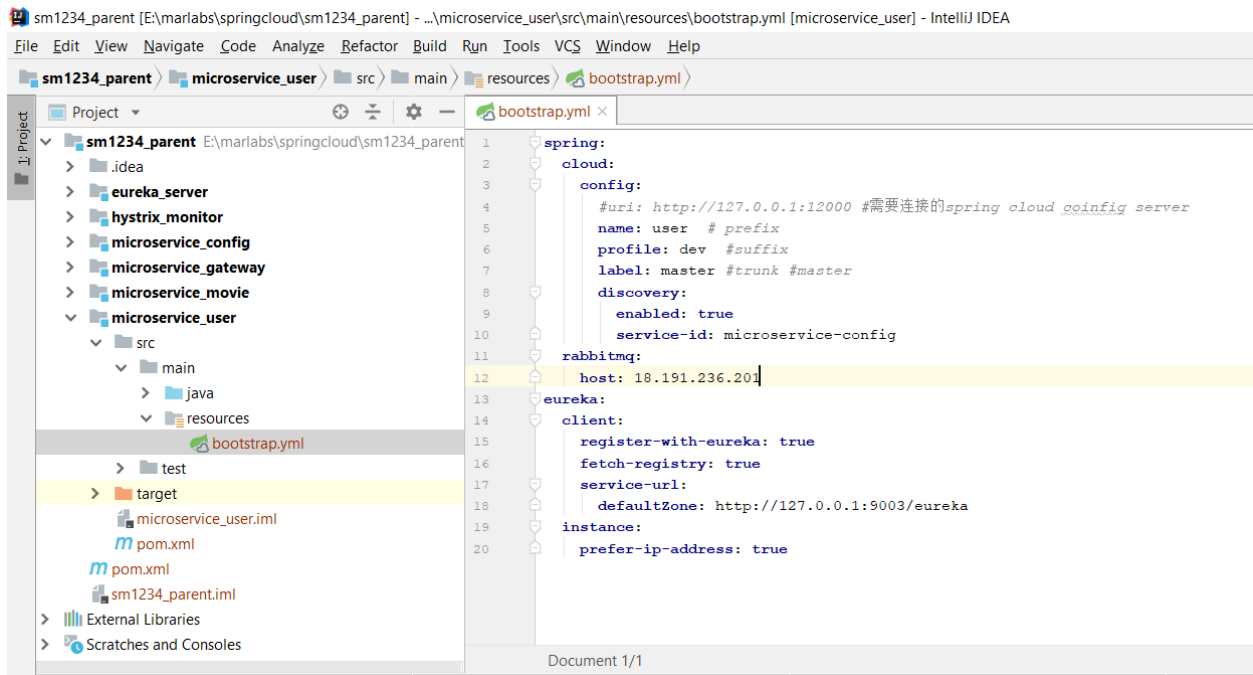 sm1234_parent [E:\marlabs\springcloud\sm1234_parent] - ...\microservice_user\src\main\resources\bootstrap.yml [microservice_user] - IntelliJ IDEA
File Edit View Navigate Code Analyze Refactor Build Run Tools VCS Window Help
sm1234_parent microservice_user src main resources bootstrap.yml
1: Project
Project
sm1234_parent E:\marlabs\springcloud\sm1234_parent
.idea
eureka_server
hystrix_monitor
microservice_config
microservice_gateway
microservice_movie
microservice_user
src
main
java
resources
bootstrap.yml
test
target
microservice_user.iml
pom.xml
pom.xml
sm1234_parent.iml
External Libraries
Scratches and Consoles
bootstrap.yml
1 spring:
2 cloud:
3 config:
4 #uri: http://127.0.0.1:12000 #需要连接的spring cloud coinfig server
5 name: user # prefix
6 profile: dev #suffix
7 label: master #trunk #master
8 discovery:
9 enabled: true
10 service-id: microservice-config
11 rabbitmq:
12 host: 18.191.236.201
13 eureka:
14 client:
15 register-with-eureka: true
16 fetch-registry: true
17 service-url:
18 defaultZone: http://127.0.0.1:9003/eureka
19 instance:
20 prefer-ip-address: true
Document 1/1